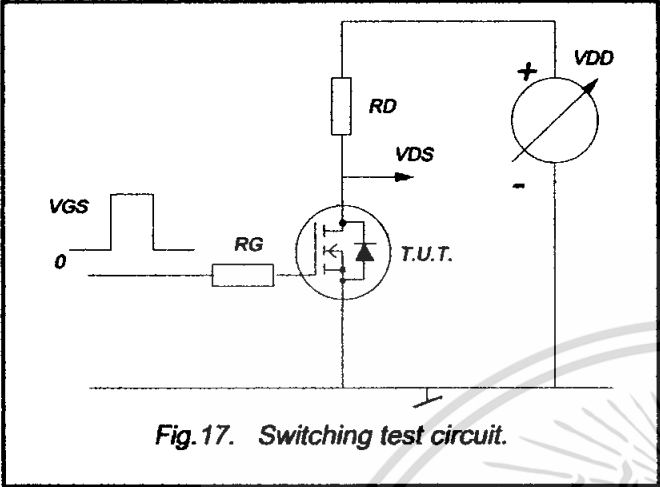 +
VDD
RD
VDS
-
VGS
RG
T.U.T.
0
Fig.17. Switching test circuit.